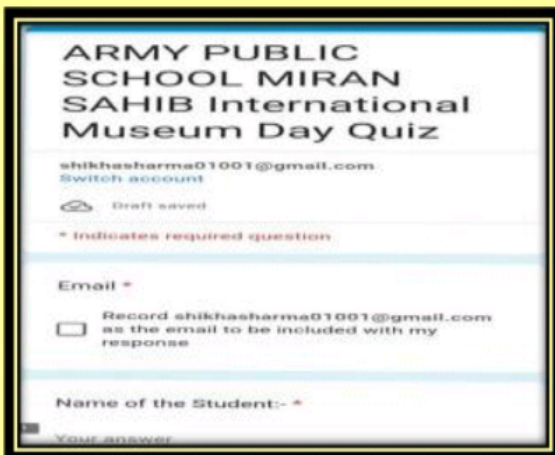 ARMY PUBLIC
SCHOOL MIRAN
SAHIB International
Museum Day Quiz
shikhasharma01001@gmail.com
Switch account
Draft saved
* Indicates required question
Email *
Record shikhasharma01001@gmail.com
as the email to be included with my
response
Name of the Student:- *
Your answer